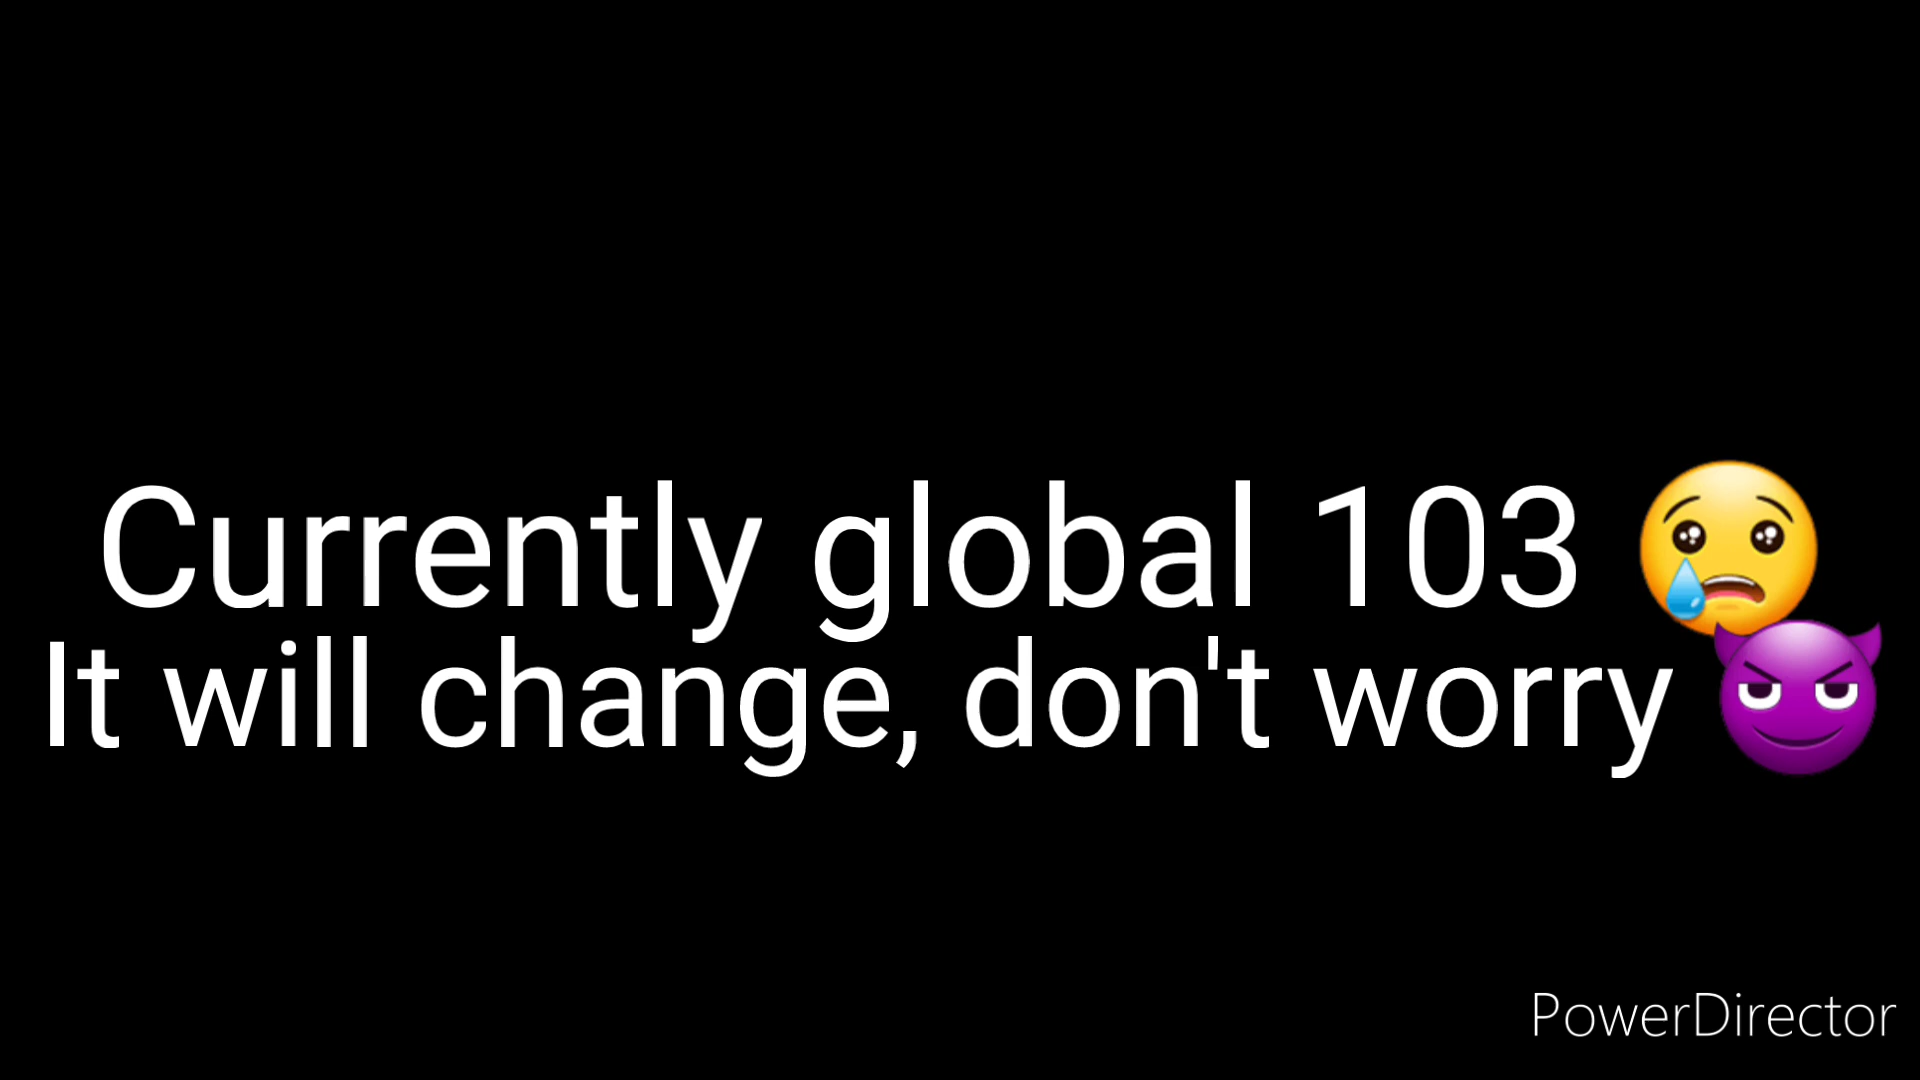 Currently global 103 😢
It will change, don't worry😈
PowerDirector